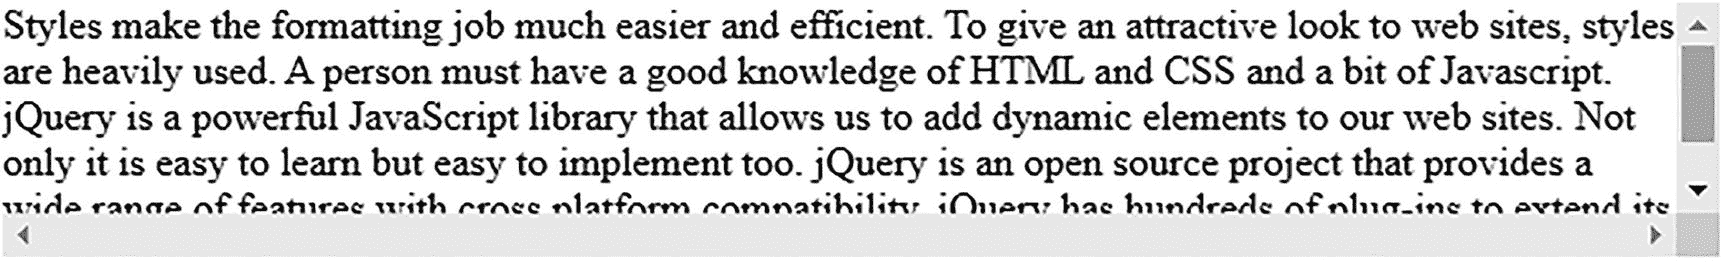 Styles make the formatting job much easier and efficient. To give an attractive look to web sites, styles
are heavily used. A person must have a good knowledge of HTML and CSS and a bit of Javascript.
jQuery is a powerful JavaScript library that allows us to add dynamic elements to our web sites. Not
only it is easy to learn but easy to implement too. jQuery is an open source project that provides a
wide range of features with cross platform compatibility. jQuery has hundreds of plug-ins to extend its